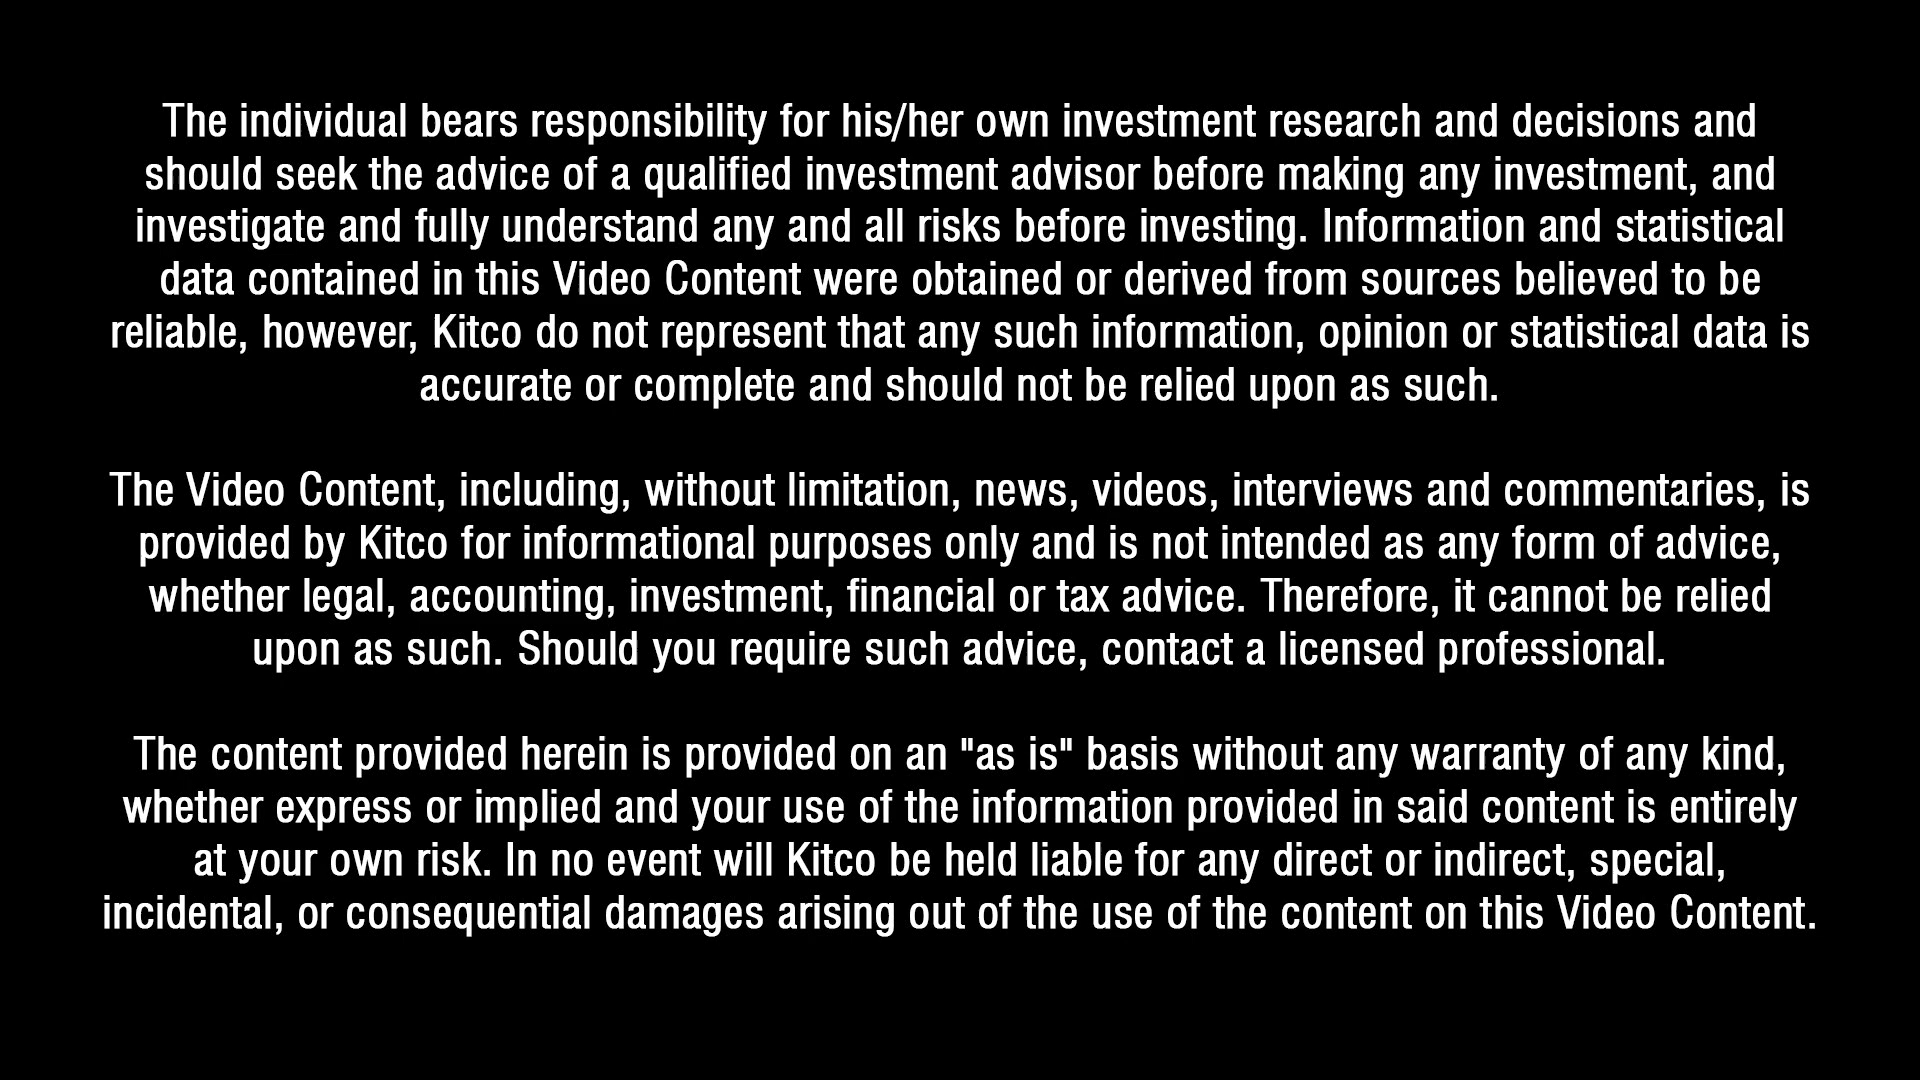 The individual bears responsibility for his/her own investment research and decisions and
should seek the advice of a qualified investment advisor before making any investment, and
investigate and fully understand any and all risks before investing. Information and statistical
data contained in this Video Content were obtained or derived from sources believed to be
reliable, however, Kitco do not represent that any such information, opinion or statistical data is
accurate or complete and should not be relied upon as such.
The Video Content, including, without limitation, news, videos, interviews and commentaries, is
provided by Kitco for informational purposes only and is not intended as any form of advice,
whether legal, accounting, investment, financial or tax advice. Therefore, it cannot be relied
upon as such. Should you require such advice, contact a licensed professional.
The content provided herein is provided on an "as is" basis without any warranty of any kind,
whether express or implied and your use of the information provided in said content is entirely
at your own risk. In no event will Kitco be held liable for any direct or indirect, special,
incidental, or consequential damages arising out of the use of the content on this Video Content.